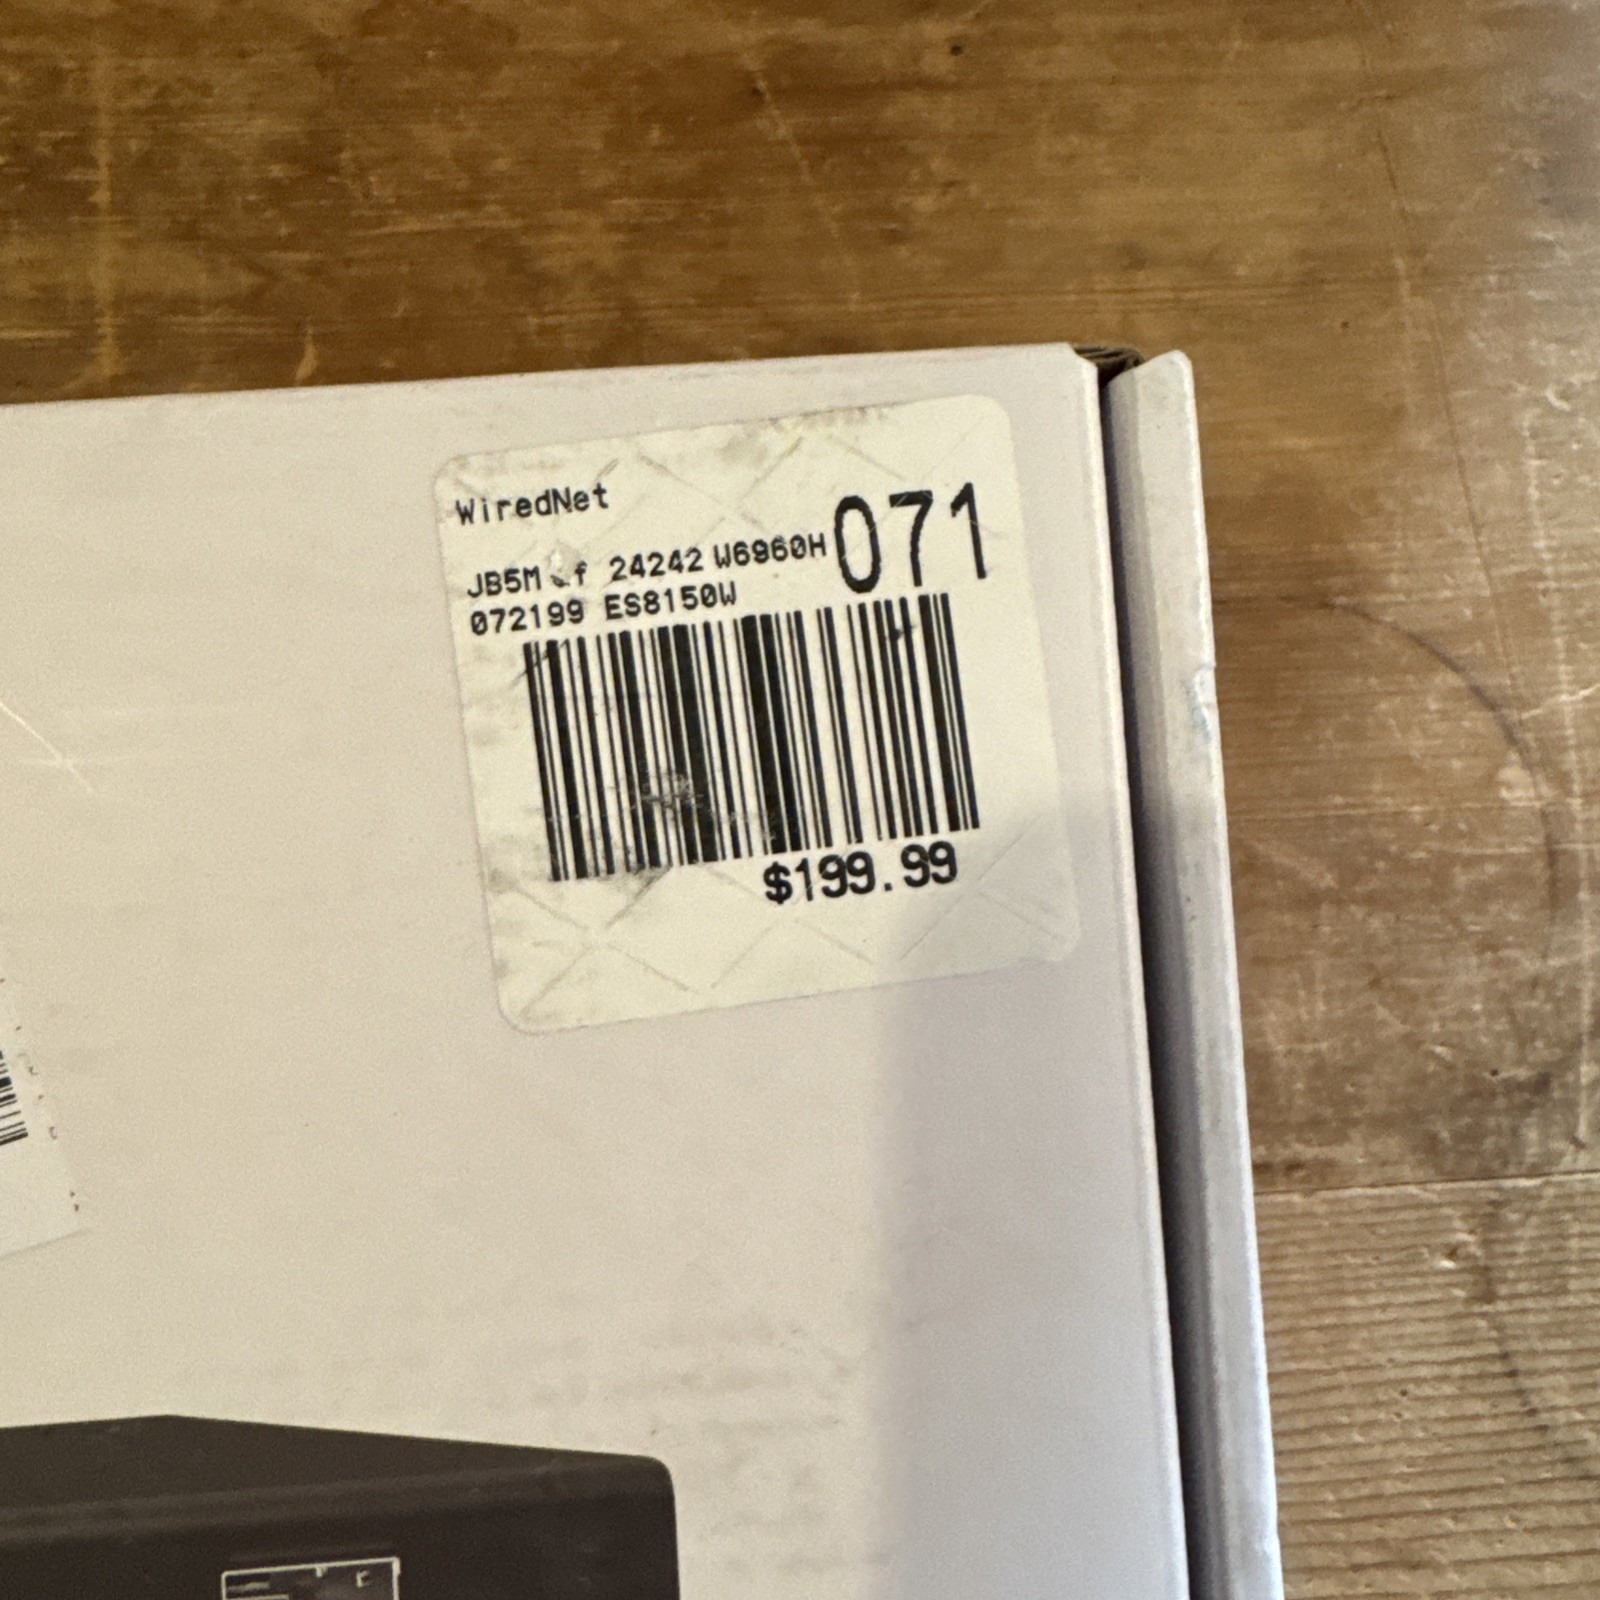 WiredNet
071
JB5M 24242 W6960H
072199 ES8150W
$199.99